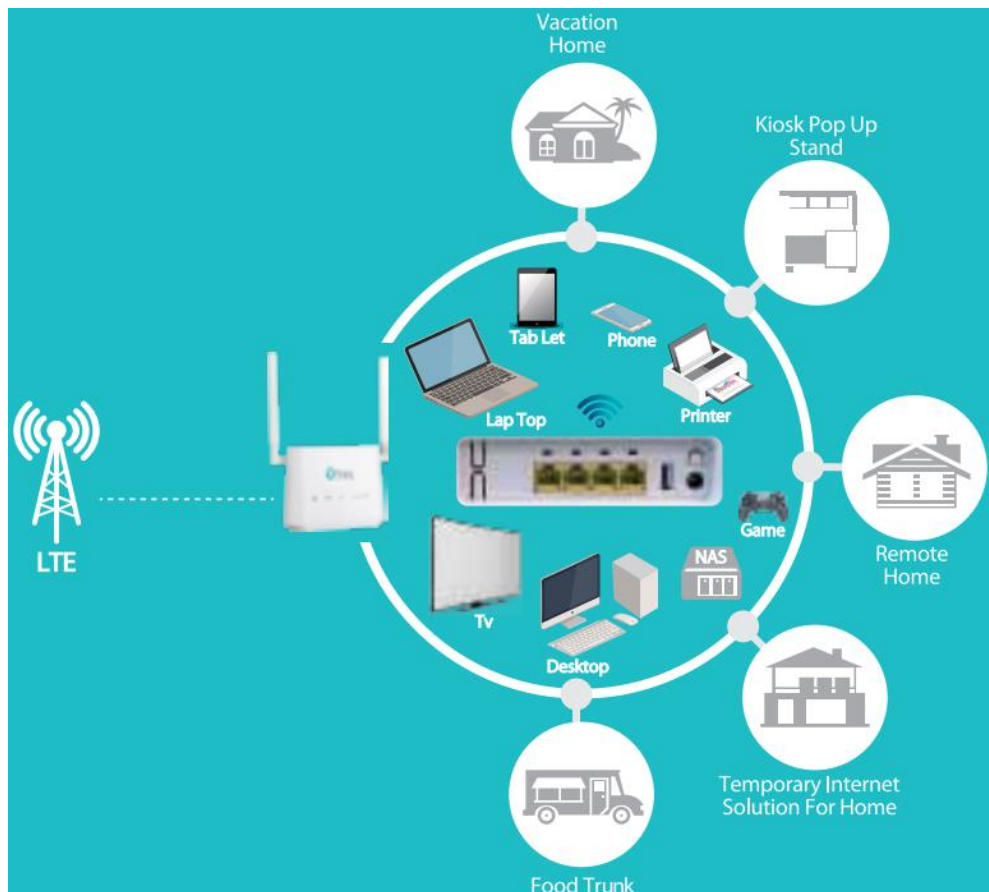 Vacation
Home
Kiosk Pop Up
Stand
Tab Let
Phone
Lap Top
Printer
LTE
Game
Remote
Home
NAS
Tv
Desktop
Temporary Internet
Solution For Home
Food Trunk